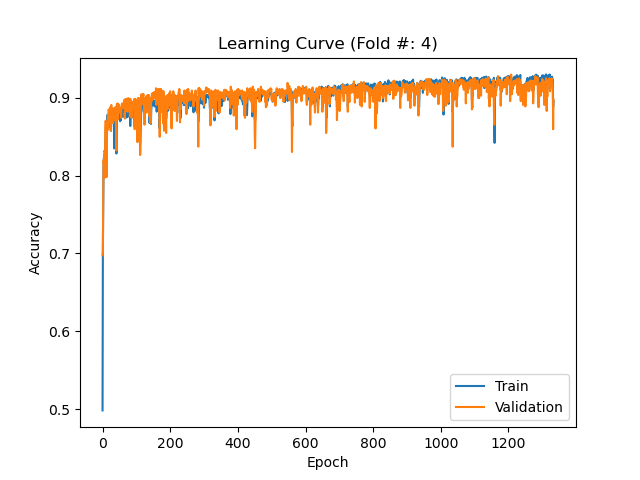 Learning Curve (Fold #: 4)
Accuracy
0.9
0.8
0.7
0.6
0.5
0 200 400 600 800 1000 1200
Epoch
Train
Validation